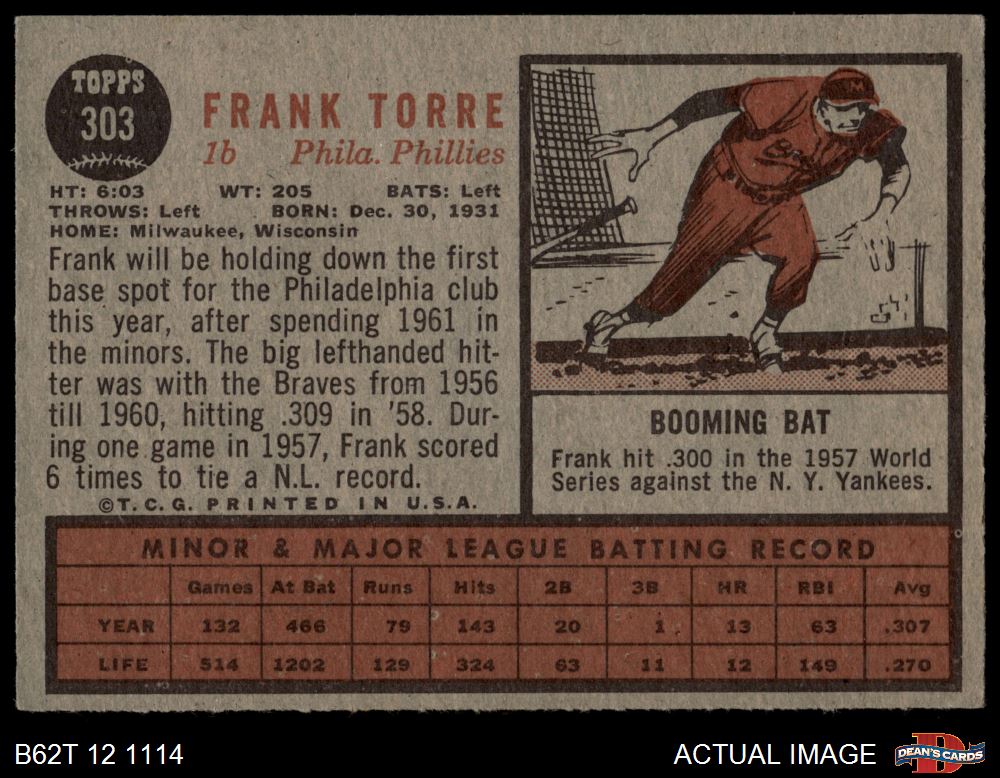 TOPPS
303
FRANK TORRE
1b Phila. Phillies
HT: 6:03 WT: 205 BATS: Left
THROWS: Left BORN: Dec. 30, 1931
HOME: Milwaukee, Wisconsin
Frank will be holding down the first
base spot for the Philadelphia club
this year, after spending 1961 in
the minors. The big lefthanded hit-
ter was with the Braves from 1956
till 1960, hitting .309 in '58. Dur-
ing one game in 1957, Frank scored
6 times to tie a N.L. record.
©T.C.G. PRINTED IN U.S.A.
M
BOOMING BAT
Frank hit .300 in the 1957 World
Series against the N. Y. Yankees.
MINOR & MAJOR LEAGUE BATTING RECORD
Games At Bat Runs Hits 2B 3B HR RBI Avg
YEAR 132 466 79 143 20 1 13 63 .307
LIFE 514 1202 129 324 63 11 12 149 .270
B62T 12 1114 ACTUAL IMAGE DEAN'S CARDS